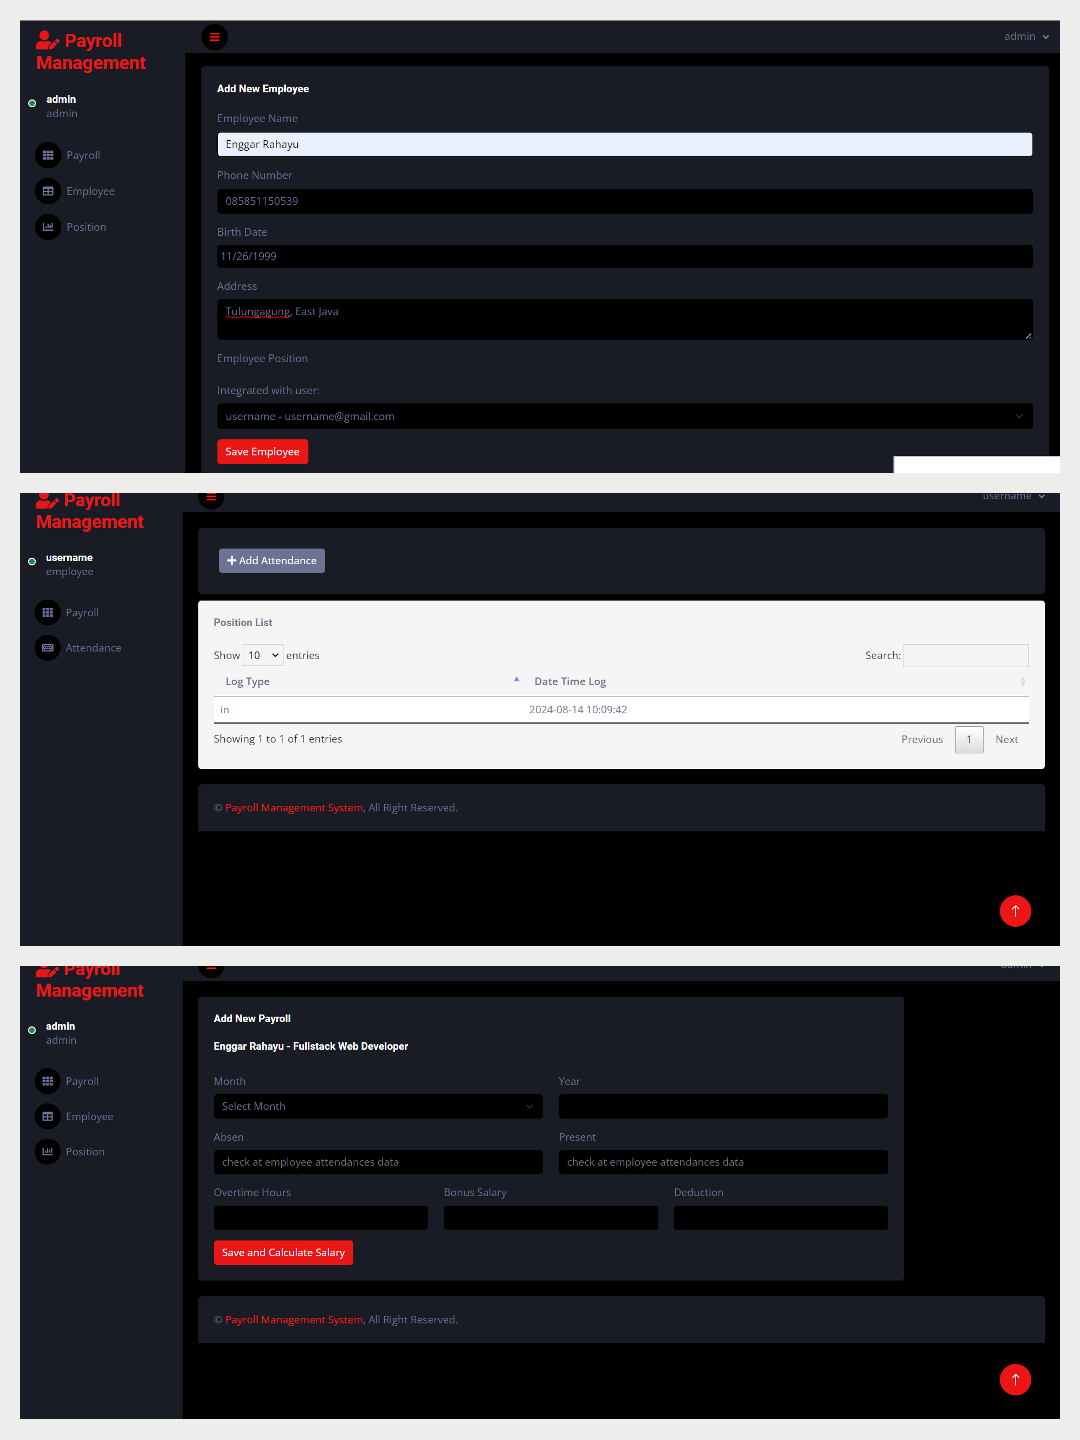 Payroll
Management
admin
admin
admin
Payroll
Employee
Position
Add New Employee
Employee Name
Enggar Rahayu
Phone Number
085851150539
Birth Date
11/26/1999
Address
Tulungagung, East Java
Employee Position
Integrated with user:
username - username@gmail.com
Save Employee
Payroll
Management
username
username
employee
Payroll
Attendance
Add Attendance
Position List
Show 10 entries
Search:
Log Type Date Time Log
in 2024-08-14 10:09:42
Showing 1 to 1 of 1 entries
Previous 1 Next
© Payroll Management System, All Right Reserved.
Payroll
Management
admin
admin
admin
Payroll
Employee
Position
Add New Payroll
Enggar Rahayu - Fullstack Web Developer
Month Year
Select Month
Absen Present
check at employee attendances data check at employee attendances data
Overtime Hours Bonus Salary Deduction
Save and Calculate Salary
© Payroll Management System, All Right Reserved.